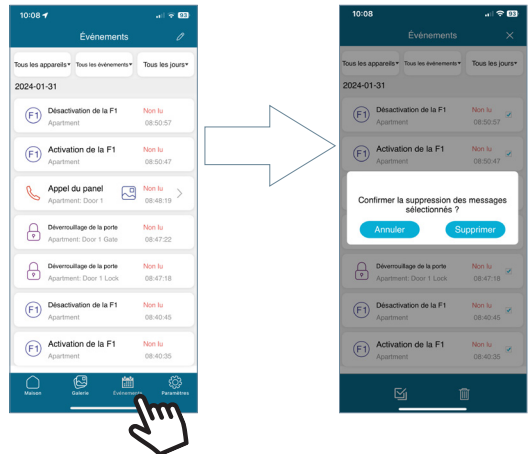 10:08
93
Événements
Tous les appareils Tous les événements Tous les jours
2024-01-31
F1 Désactivation de la F1 Non lu
Apartment 08:50:57
F1 Activation de la F1 Non lu
Apartment 08:50:47
Appel du panel Non lu
Apartment: Door 1 08:48:19
Déverrouillage de la porte Non lu
Apartment: Door 1 Gate 08:47:22
Déverrouillage de la porte Non lu
Apartment: Door 1 Lock 08:47:18
F1 Désactivation de la F1 Non lu
Apartment 08:40:45
F1 Activation de la F1 Non lu
Apartment 08:40:35
Maison Galerie Événements Paramètres
10:08
93
Événements
Tous les appareils Tous les événements Tous les jours
2024-01-31
F1 Désactivation de la F1 Non lu
Apartment 08:50:57
F1 Activation de la F1 Non lu
Apartment 08:50:47
Confirmer la suppression des messages
sélectionnés ?
Annuler Supprimer
Déverrouillage de la porte Non lu
Apartment: Door 1 Lock 08:47:18
F1 Désactivation de la F1 Non lu
Apartment 08:40:45
F1 Activation de la F1 Non lu
Apartment 08:40:35